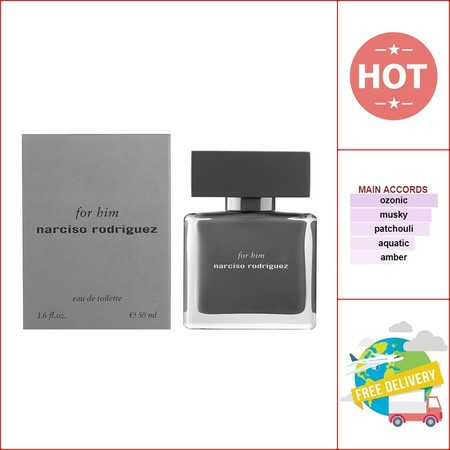 for him
narciso rodriguez
eau de toilette
1.6 fl.oz. ℮ 50 ml
for him
narciso rodriguez
HOT
MAIN ACCORDS
ozonic
musky
patchouli
aquatic
amber
FREE DELIVERY